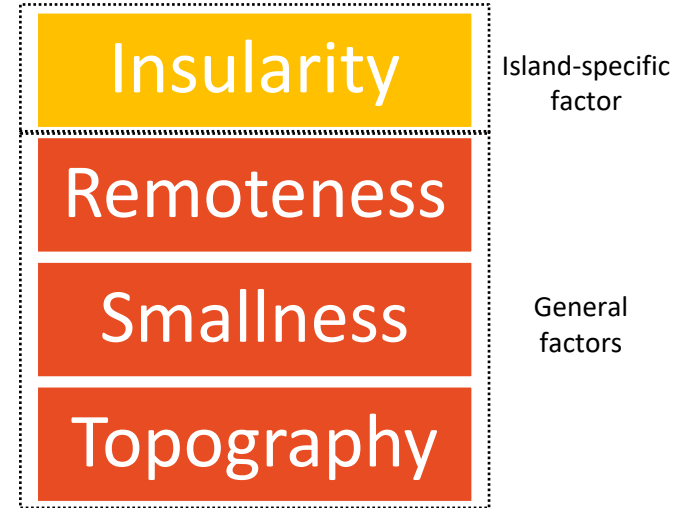 Insularity
Island-specific
factor
Remoteness
Smallness
General
factors
Topography